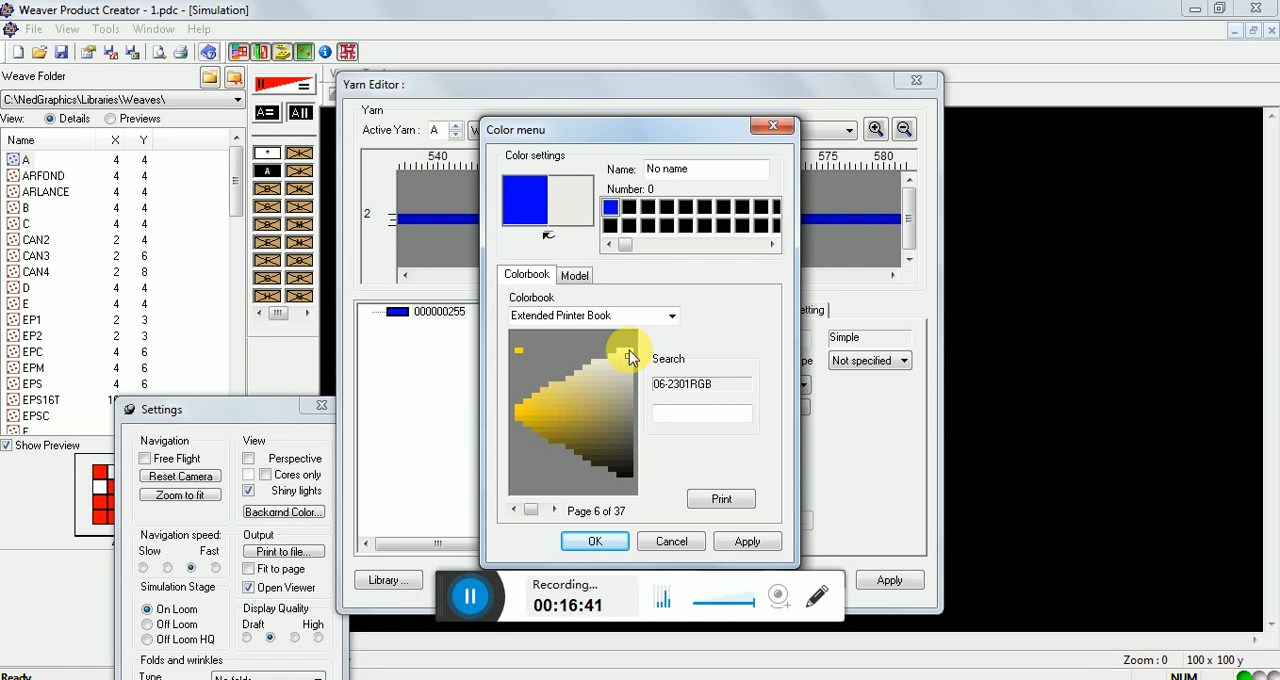 Weaver Product Creator - 1.pdc - [Simulation]
File View Tools Window Help
Weave Folder
C:\NedGraphics\Libraries\Weaves\
View: Details Previews
Name X Y
A 4 4
ARFOND 4 4
ARLANCE 4 4
B 4 4
C 4 4
CAN2 2 4
CAN3 2 6
CAN4 2 8
D 4 4
E 4 4
EP1 2 3
EP2 2 3
EPC 4 6
EPM 4 6
EPS 4 6
EPS16T
EPSC
Show Preview
A= A
A
Yarn Editor :
Yarn
Active Yarn : A
540 575 580
2
000000255
Library ...
Simple
Not specified
Apply
Color menu
Color settings
Name: No name
Number: 0
Colorbook Model
Colorbook
Extended Printer Book
Search
06-2301RGB
Print
Page 6 of 37
OK Cancel Apply
Settings
Navigation
Free Flight
Reset Camera
Zoom to fit
Navigation speed:
Slow Fast
Simulation Stage
On Loom
Off Loom
Off Loom HQ
Folds and wrinkles
Type No folds
View
Perspective
Cores only
Shiny lights
Backgrnd Color...
Output
Print to file...
Fit to page
Open Viewer
Display Quality
Draft High
Recording...
00:16:41
Zoom : 0 100 x 100 y
Ready NUM